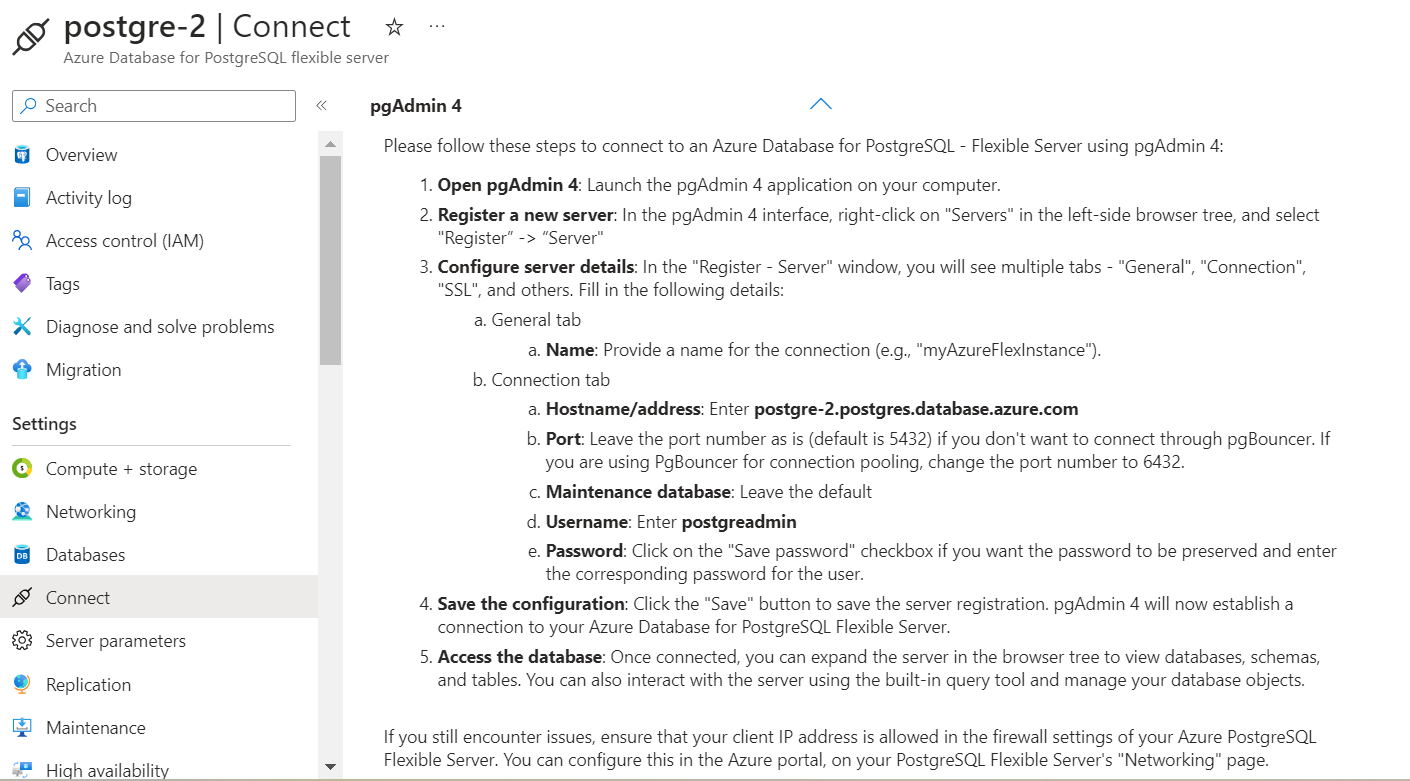 postgre-2 | Connect
Azure Database for PostgreSQL flexible server
Search
Overview
Activity log
Access control (IAM)
Tags
Diagnose and solve problems
Migration
Settings
Compute + storage
Networking
Databases
Connect
Server parameters
Replication
Maintenance
High availability
pgAdmin 4
Please follow these steps to connect to an Azure Database for PostgreSQL - Flexible Server using pgAdmin 4:
1. Open pgAdmin 4: Launch the pgAdmin 4 application on your computer.
2. Register a new server: In the pgAdmin 4 interface, right-click on "Servers" in the left-side browser tree, and select
"Register” -> “Server"
3. Configure server details: In the "Register - Server" window, you will see multiple tabs - "General", "Connection",
"SSL", and others. Fill in the following details:
a. General tab
a. Name: Provide a name for the connection (e.g., "myAzureFlexInstance").
b. Connection tab
a. Hostname/address: Enter postgre-2.postgres.database.azure.com
b. Port: Leave the port number as is (default is 5432) if you don't want to connect through pgBouncer. If
you are using PgBouncer for connection pooling, change the port number to 6432.
c. Maintenance database: Leave the default
d. Username: Enter postgreadmin
e. Password: Click on the "Save password" checkbox if you want the password to be preserved and enter
the corresponding password for the user.
4. Save the configuration: Click the "Save" button to save the server registration. pgAdmin 4 will now establish a
connection to your Azure Database for PostgreSQL Flexible Server.
5. Access the database: Once connected, you can expand the server in the browser tree to view databases, schemas,
and tables. You can also interact with the server using the built-in query tool and manage your database objects.
If you still encounter issues, ensure that your client IP address is allowed in the firewall settings of your Azure PostgreSQL
Flexible Server. You can configure this in the Azure portal, on your PostgreSQL Flexible Server's "Networking" page.